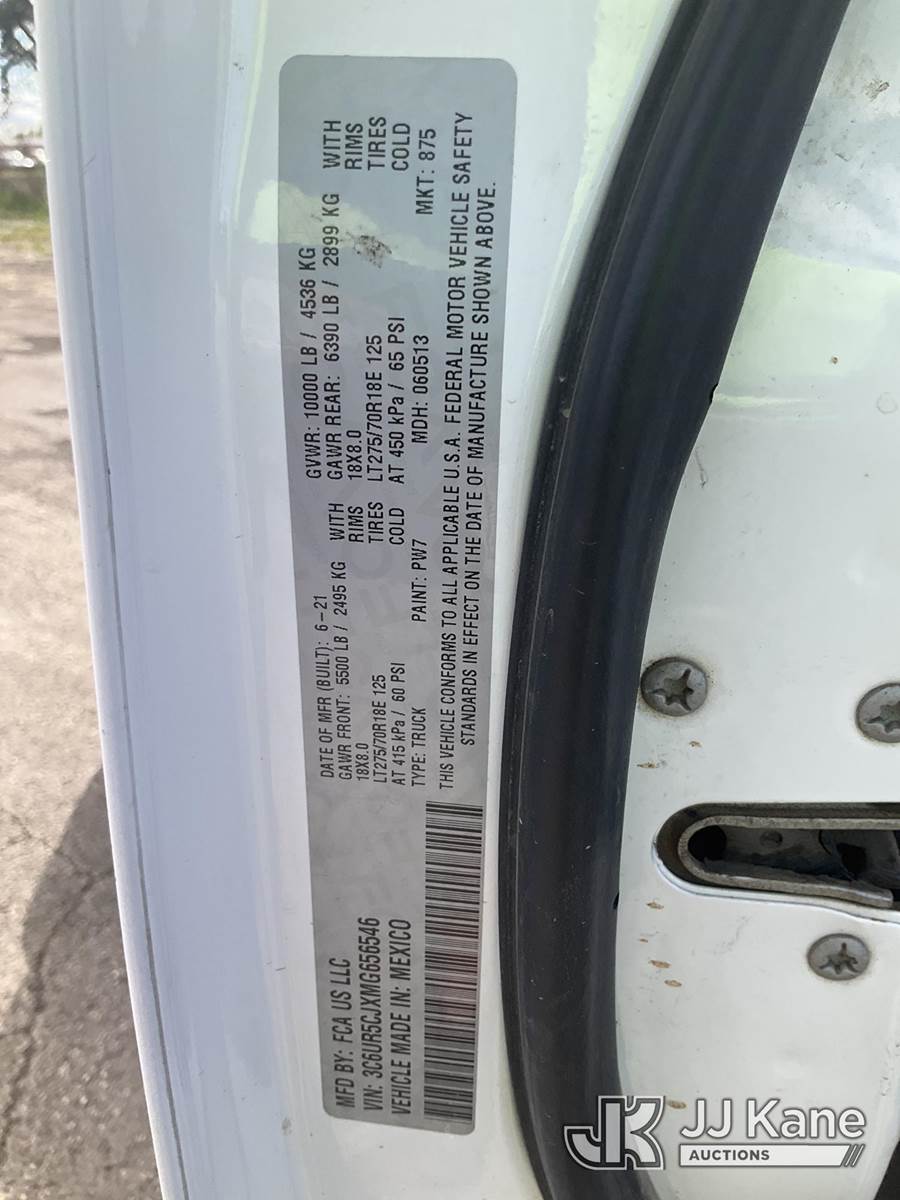 MFD BY: FCA US LLC
VIN: 3C6UR5CJXMG656546
VEHICLE MADE IN: MEXICO
DATE OF MFR (BUILT): 6-21 GVWR: 10000 LB / 4536 KG
GAWR FRONT: 5500 LB / 2495 KG WITH GAWR REAR: 6390 LB / 2899 KG WITH
18X8.0 RIMS 18X8.0 RIMS
LT275/70R18E 125 TIRES LT275/70R18E 125 TIRES
AT 415 kPa / 60 PSI COLD AT 450 kPa / 65 PSI COLD
TYPE: TRUCK PAINT: PW7 MDH: 060513 MKT: 875
THIS VEHICLE CONFORMS TO ALL APPLICABLE U.S.A. FEDERAL MOTOR VEHICLE SAFETY
STANDARDS IN EFFECT ON THE DATE OF MANUFACTURE SHOWN ABOVE.
JK JJ Kane
AUCTIONS